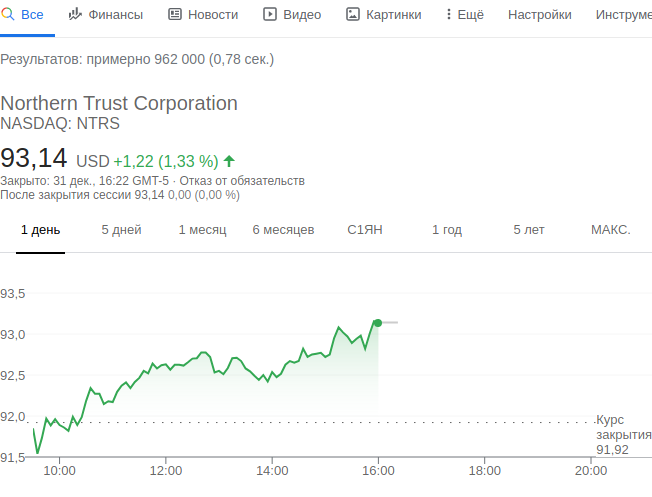 Все Финансы Новости Видео Картинки Ещё Настройки Инструме
Результатов: примерно 962 000 (0,78 сек.)
Northern Trust Corporation
NASDAQ: NTRS
93,14 USD +1,22 (1,33 %)
Закрыто: 31 дек., 16:22 GMT-5 · Отказ от обязательств
После закрытия сессии 93,14 0,00 (0,00 %)
1 день 5 дней 1 месяц 6 месяцев С1ЯН 1 год 5 лет МАКС.
93,5
93,0
92,5
92,0
Курс
закрытия
91,92
91,5
10:00 12:00 14:00 16:00 18:00 20:00